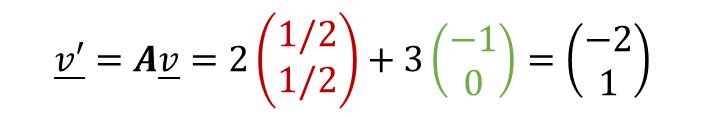 v′ = Av = 2 (1/2 1/2) + 3 (−1 0) = (−2 1)